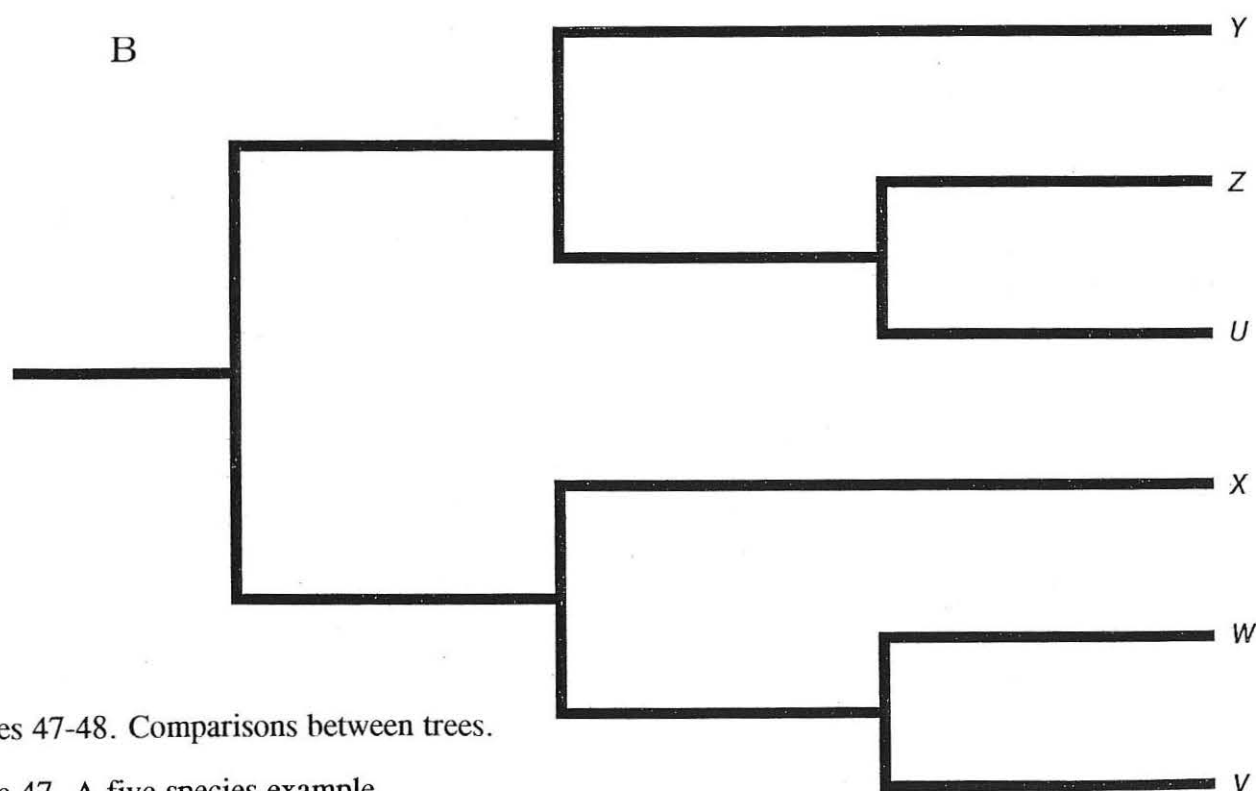 B
Y
Z
U
X
W
es 47-48. Comparisons between trees.
V
e 47. A five species example